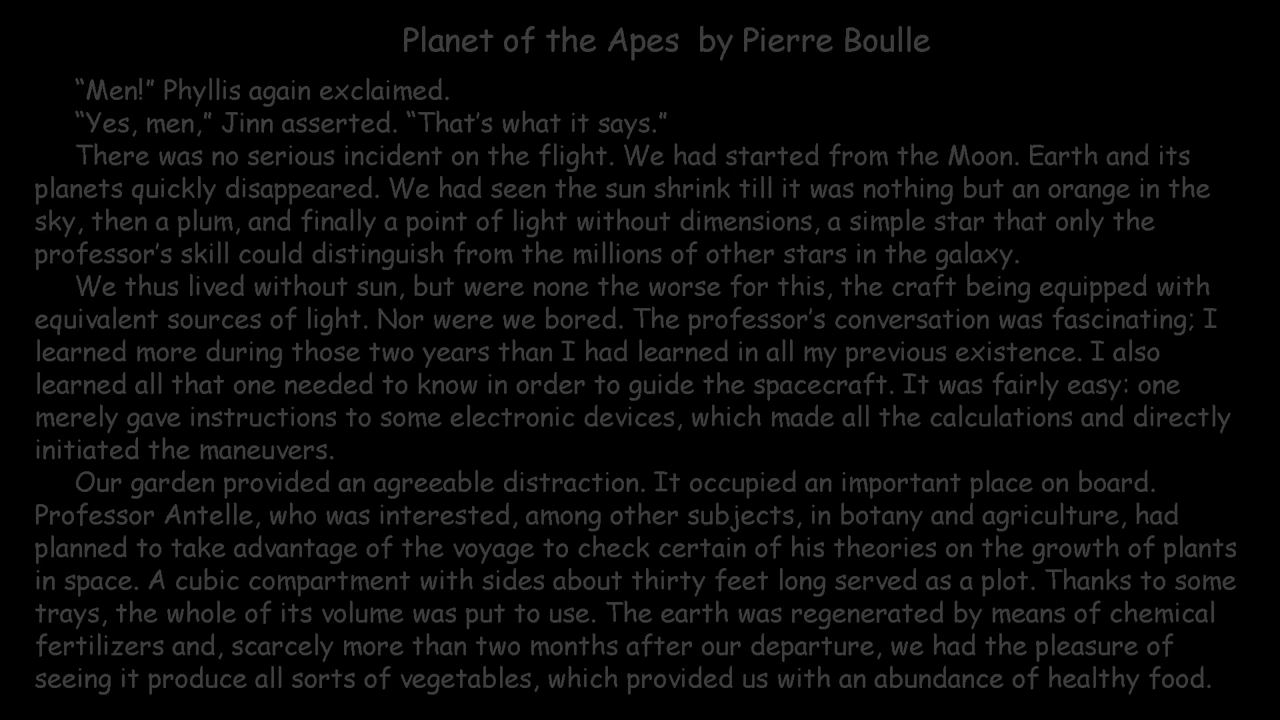 Planet of the Apes  by Pierre Boulle
“Men!” Phyllis again exclaimed.
“Yes, men,” Jinn asserted. “That’s what it says.”
There was no serious incident on the flight. We had started from the Moon. Earth and its
planets quickly disappeared. We had seen the sun shrink till it was nothing but an orange in the
sky, then a plum, and finally a point of light without dimensions, a simple star that only the
professor’s skill could distinguish from the millions of other stars in the galaxy.
We thus lived without sun, but were none the worse for this, the craft being equipped with
equivalent sources of light. Nor were we bored. The professor’s conversation was fascinating; I
learned more during those two years than I had learned in all my previous existence. I also
learned all that one needed to know in order to guide the spacecraft. It was fairly easy: one
merely gave instructions to some electronic devices, which made all the calculations and directly
initiated the maneuvers.
Our garden provided an agreeable distraction. It occupied an important place on board.
Professor Antelle, who was interested, among other subjects, in botany and agriculture, had
planned to take advantage of the voyage to check certain of his theories on the growth of plants
in space. A cubic compartment with sides about thirty feet long served as a plot. Thanks to some
trays, the whole of its volume was put to use. The earth was regenerated by means of chemical
fertilizers and, scarcely more than two months after our departure, we had the pleasure of
seeing it produce all sorts of vegetables, which provided us with an abundance of healthy food.